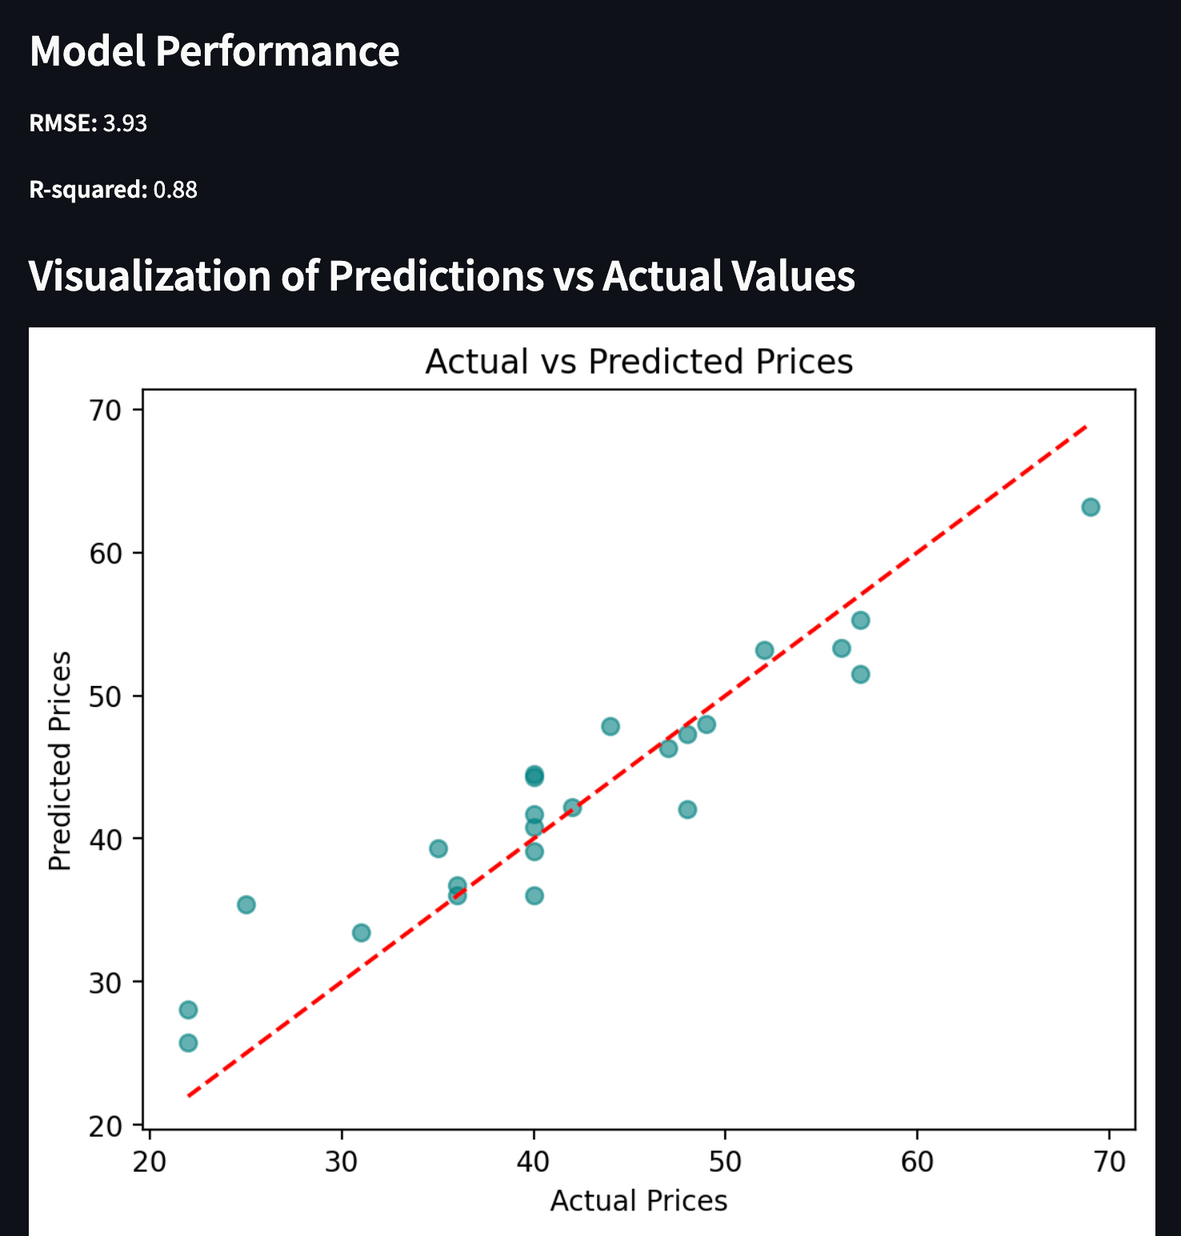 Model Performance
RMSE: 3.93
R-squared: 0.88
Visualization of Predictions vs Actual Values
Actual vs Predicted Prices
70
60
50
40
30
20
Predicted Prices
20 30 40 50 60 70
Actual Prices